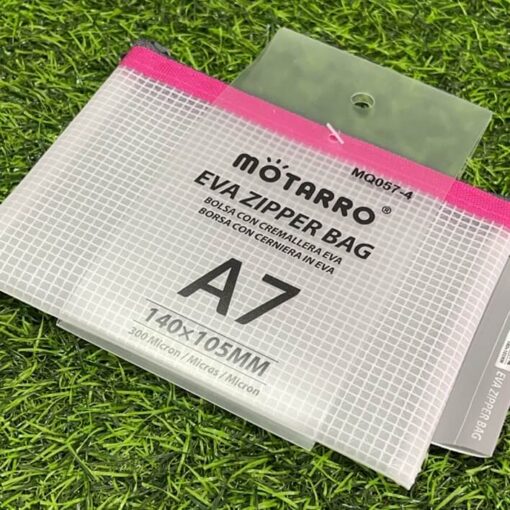 MQ057-4
MOTARRO®
EVA ZIPPER BAG
BOLSA CON CREMALLERA EVA
BORSA CON CERNIERA IN EVA
A7
140×105MM
300 Micron / Micras / Micron
EVA ZIPPER BAG